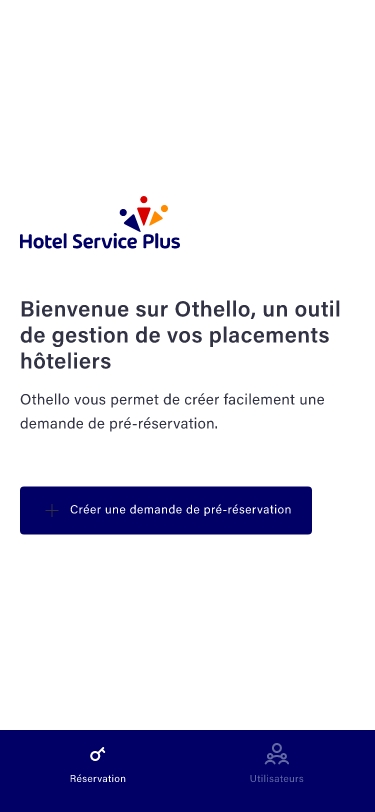 Hotel Service Plus
Bienvenue sur Othello, un outil
de gestion de vos placements
hôteliers
Othello vous permet de créer facilement une
demande de pré-réservation.
Créer une demande de pré-réservation
Réservation
Utilisateurs